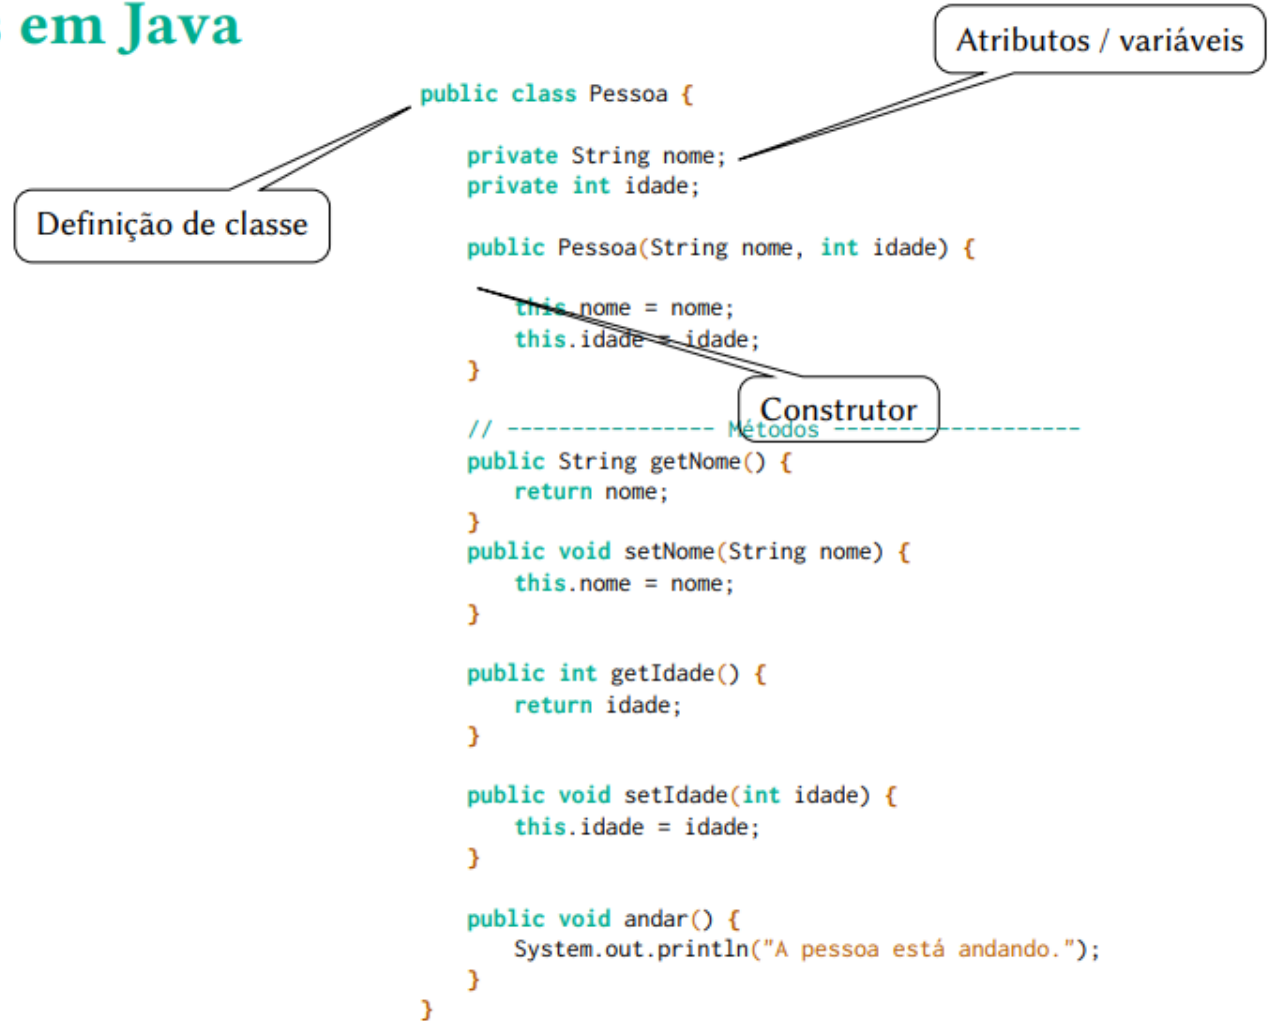 em Java
Atributos / variáveis
public class Pessoa {
private String nome;
private int idade;
Definição de classe
public Pessoa(String nome, int idade) {
this.nome = nome;
this.idade = idade;
}
Construtor
// ---------------- Métodos -------------------
public String getNome() {
return nome;
}
public void setNome(String nome) {
this.nome = nome;
}
public int getIdade() {
return idade;
}
public void setIdade(int idade) {
this.idade = idade;
}
public void andar() {
System.out.println("A pessoa está andando.");
}
}